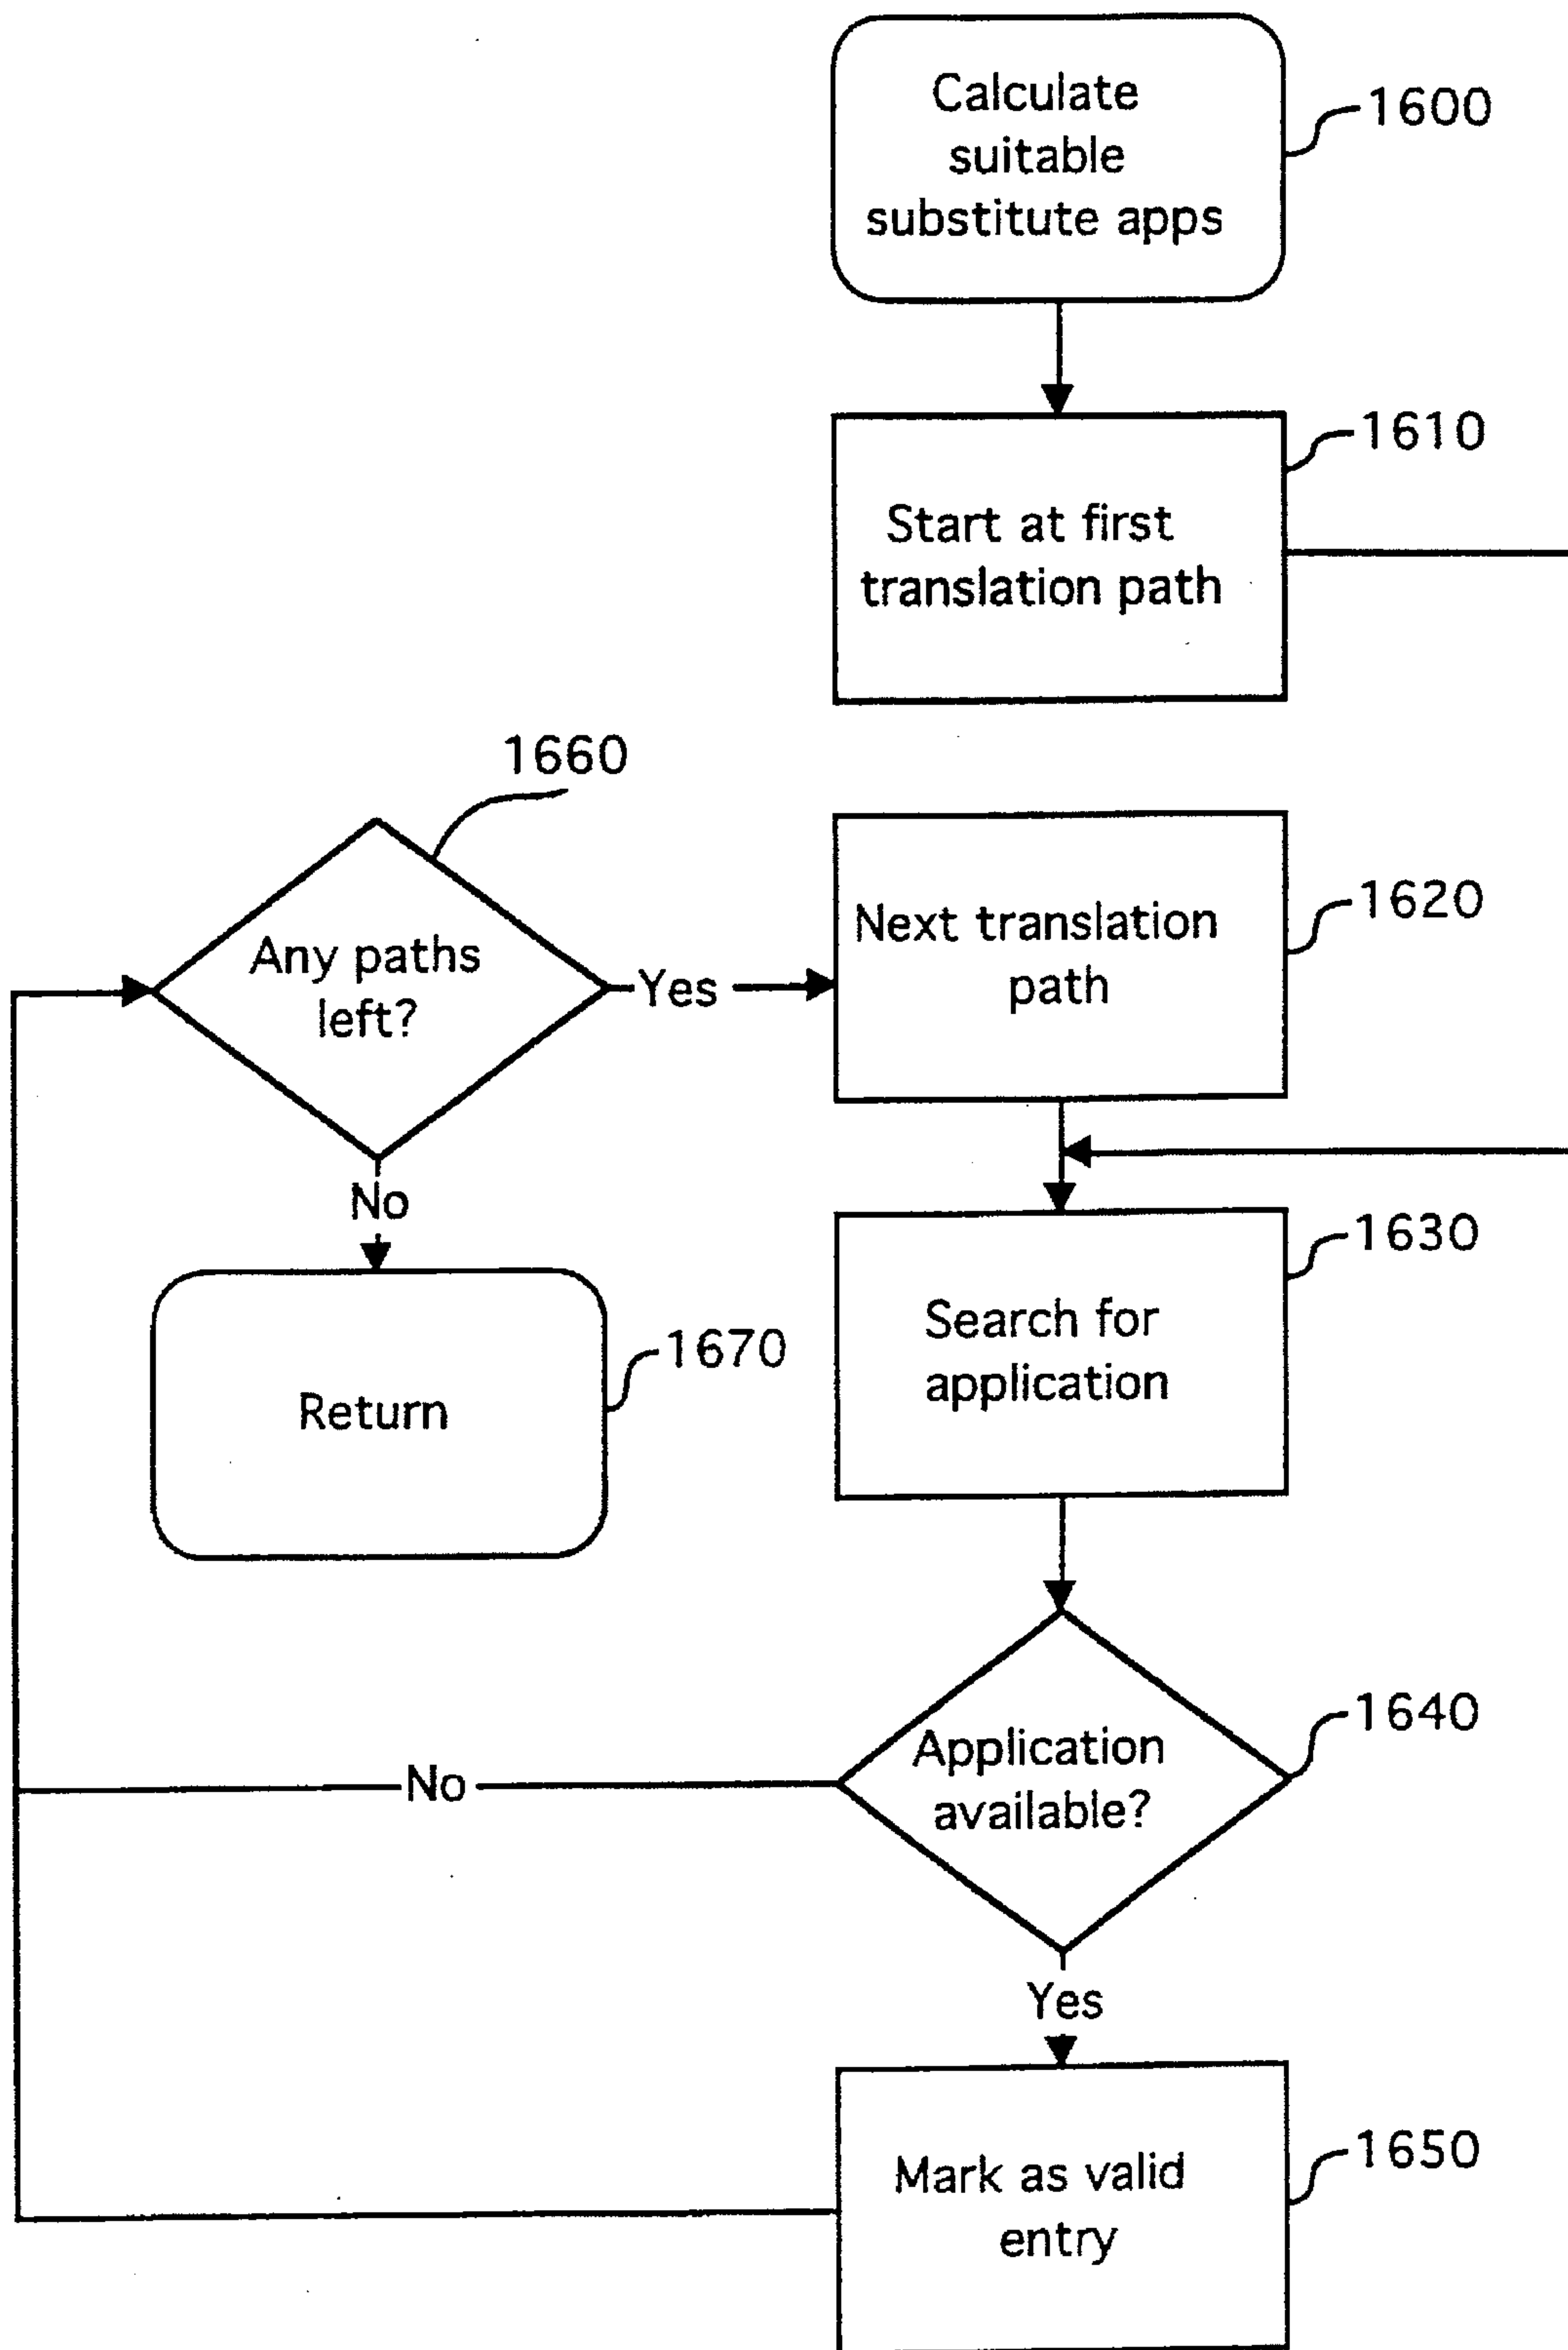 Calculate
suitable
substitute apps
1600
1610
Start at first
translation path
1660
Any paths
left?
Yes
Next translation
path
1620
No
1630
Search for
application
Return
1670
1640
Application
available?
No
Yes
1650
Mark as valid
entry